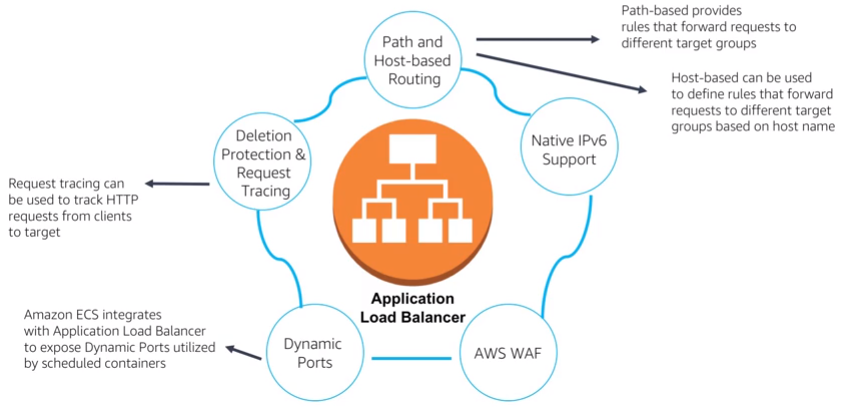 Path-based provides
rules that forward requests to
different target groups
Path and
Host-based
Routing
Host-based can be used
to define rules that forward
requests to different target
groups based on host name
Deletion
Protection &
Request
Tracing
Native IPv6
Support
Request tracing can
be used to track HTTP
requests from clients
to target
Application
Load Balancer
Amazon ECS integrates
with Application Load Balancer
to expose Dynamic Ports utilized
by scheduled containers
Dynamic
Ports
AWS WAF